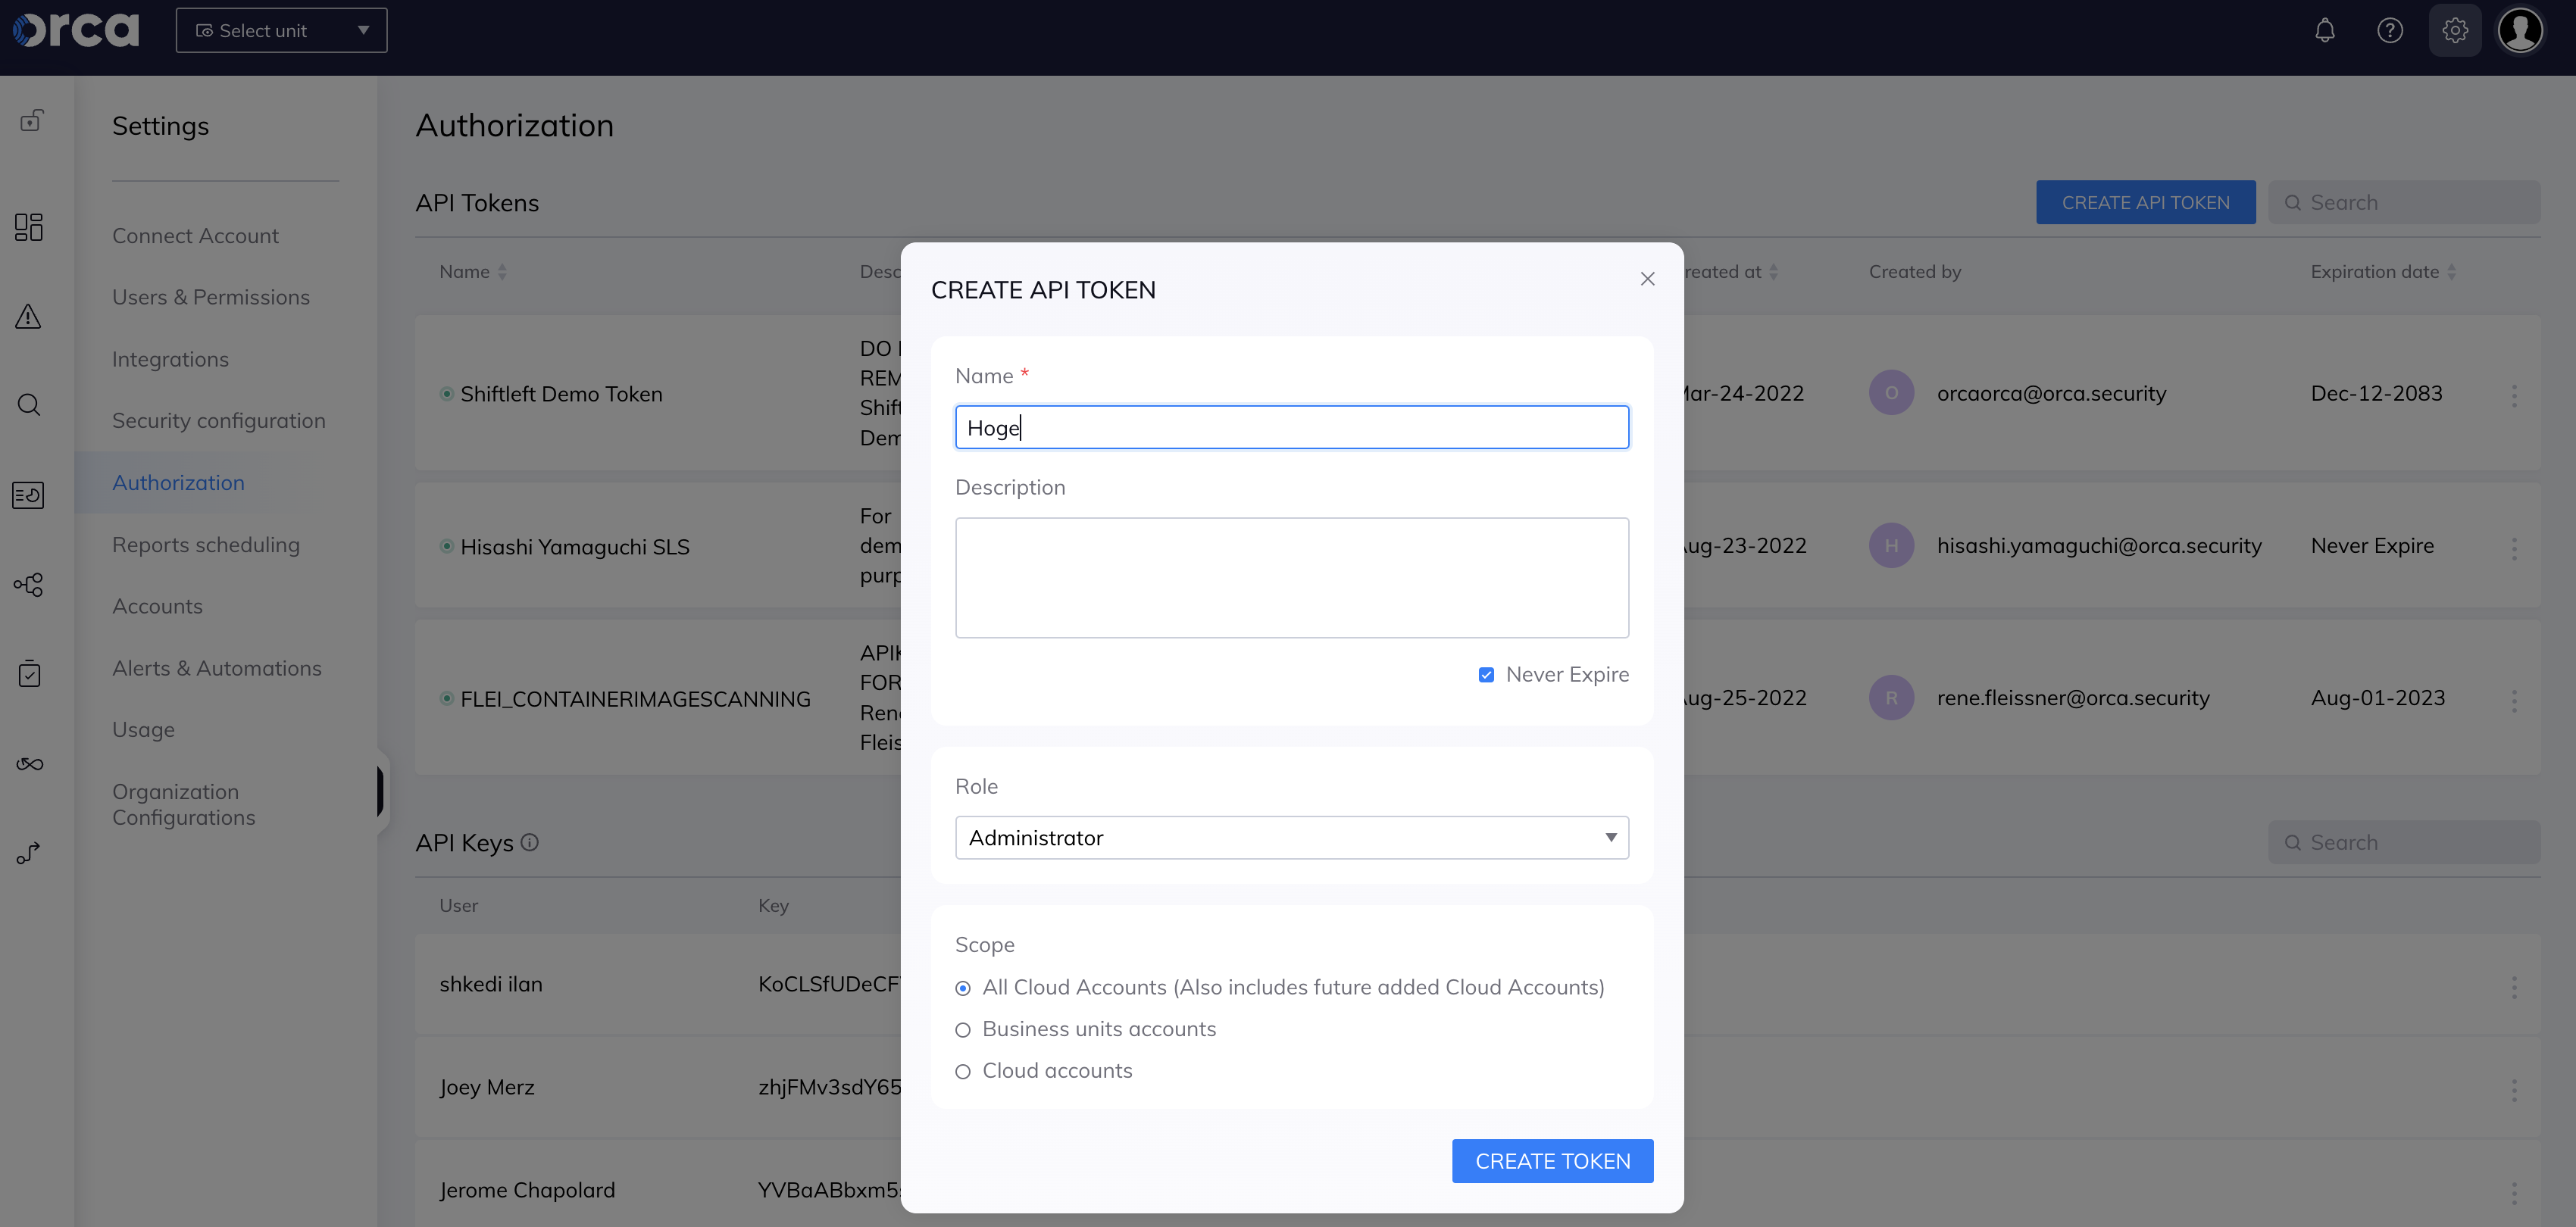 orca
Select unit
Settings
Connect Account
Users & Permissions
Integrations
Security configuration
Authorization
Reports scheduling
Accounts
Alerts & Automations
Usage
Organization
Configurations
Authorization
API Tokens
CREATE API TOKEN
Search
Name
Desc
reated at
Created by
Expiration date
Shiftleft Demo Token
DO
REM
Shift
Dem
Mar-24-2022
O
orcaorca@orca.security
Dec-12-2083
Hisashi Yamaguchi SLS
For
dem
purp
Aug-23-2022
H
hisashi.yamaguchi@orca.security
Never Expire
FLEI_CONTAINERIMAGESCANNING
APIK
FOR
Rene
Fleis
Aug-25-2022
R
rene.fleissner@orca.security
Aug-01-2023
API Keys
Search
User
Key
shkedi ilan
KoCLSfUDeCF
Joey Merz
zhjFMv3sdY65
Jerome Chapolard
YVBaABbxm5
CREATE API TOKEN
Name *
Hoge
Description
Never Expire
Role
Administrator
Scope
All Cloud Accounts (Also includes future added Cloud Accounts)
Business units accounts
Cloud accounts
CREATE TOKEN